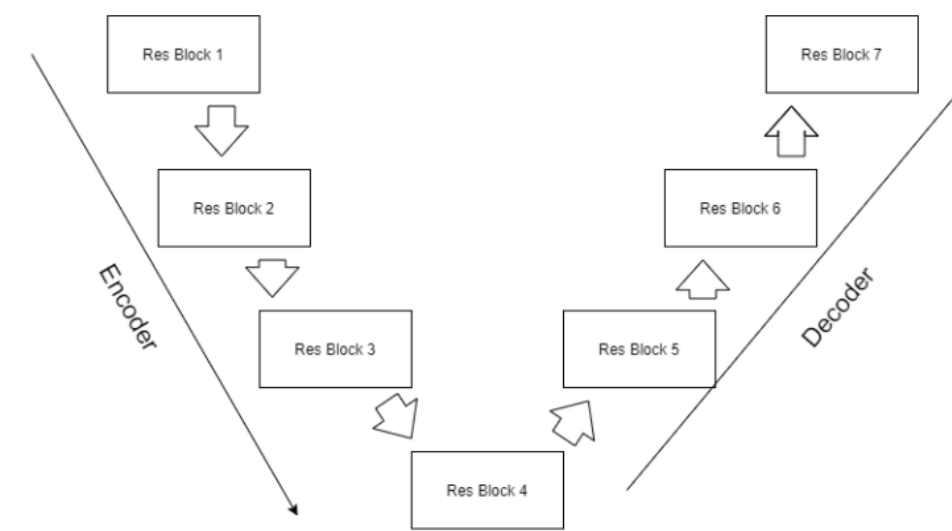 Res Block 1
Res Block 7
Res Block 2
Res Block 6
Encoder
Decoder
Res Block 3
Res Block 5
Res Block 4